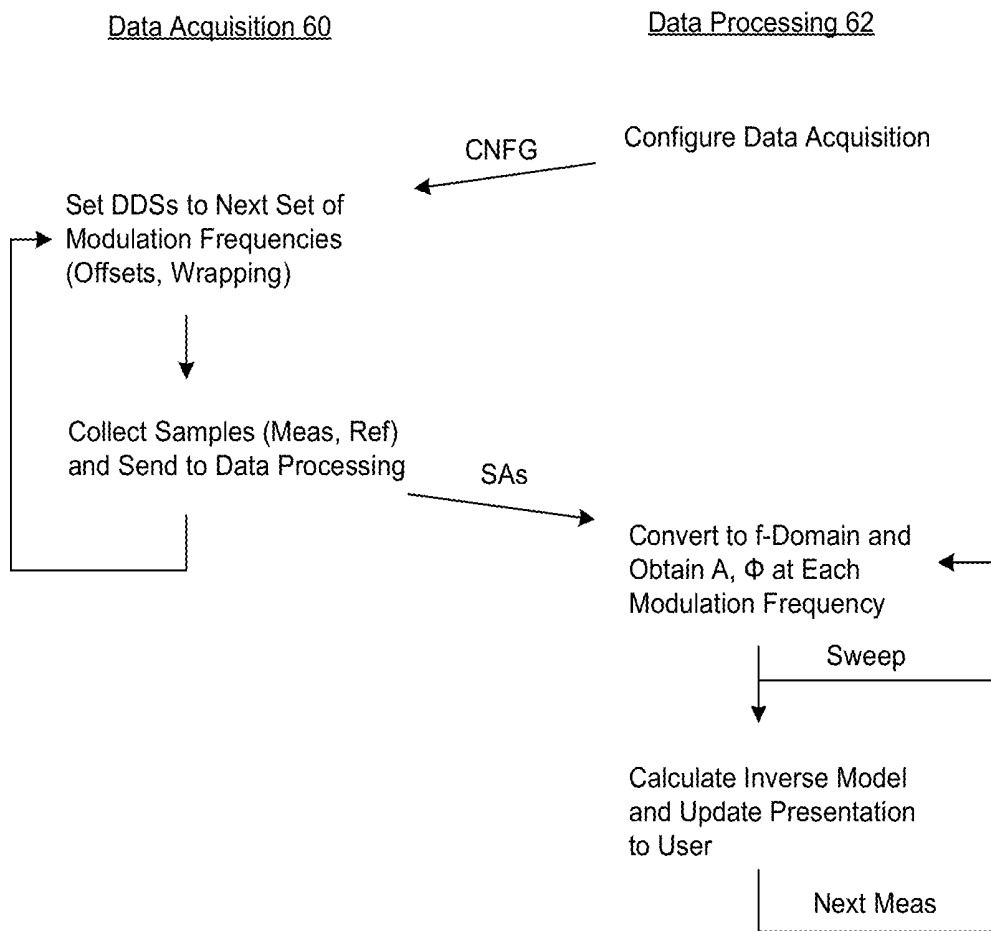 Data Acquisition 60
Data Processing 62
Configure Data Acquisition
CNFG
Set DDSs to Next Set of
Modulation Frequencies
(Offsets, Wrapping)
Collect Samples (Meas, Ref)
and Send to Data Processing
SAs
Convert to f-Domain and
Obtain A, Φ at Each
Modulation Frequency
Sweep
Calculate Inverse Model
and Update Presentation
to User
Next Meas